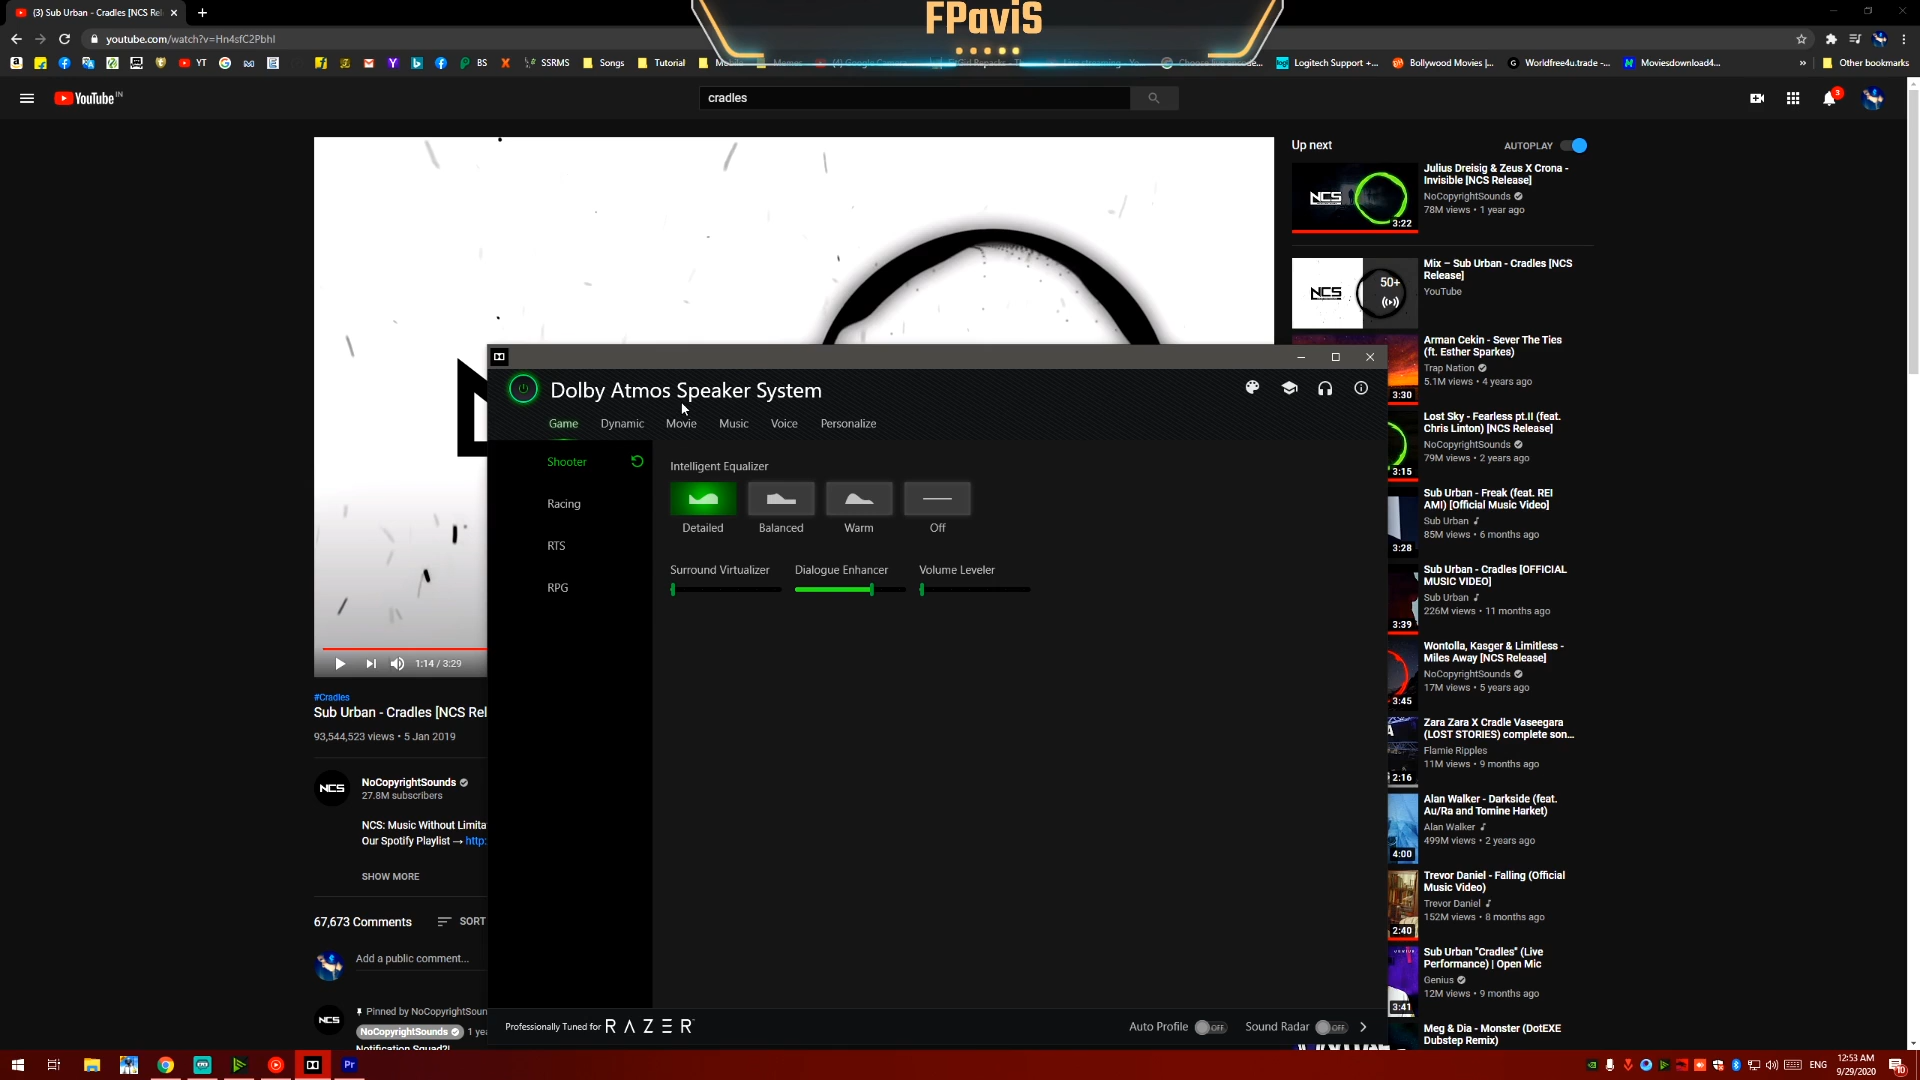 (3) Sub Urban - Cradles [NCS Rel
FPaviS
youtube.com/watch?v=Hn4sfC2PbhI
YT
BS
SSRMS
Songs
Tutorial
Logitech Support +...
Bollywood Movies |...
Worldfree4u.trade -...
Moviesdownload4...
»
Other bookmarks
YouTube IN
cradles
3
Up next
AUTOPLAY
Julius Dreisig & Zeus X Crona -
Invisible [NCS Release]
NoCopyrightSounds
78M views • 1 year ago
NCS
3:22
Mix – Sub Urban - Cradles [NCS
Release]
YouTube
NCS
50+
Arman Cekin - Sever The Ties
(ft. Esther Sparkes)
Trap Nation
5.1M views • 4 years ago
3:30
Lost Sky - Fearless pt.II (feat.
Chris Linton) [NCS Release]
NoCopyrightSounds
79M views • 2 years ago
3:15
Sub Urban - Freak (feat. REI
AMI) [Official Music Video]
Sub Urban
85M views • 6 months ago
3:28
Sub Urban - Cradles [OFFICIAL
MUSIC VIDEO]
Sub Urban
226M views • 11 months ago
3:39
Wontolla, Kasger & Limitless -
Miles Away [NCS Release]
NoCopyrightSounds
17M views • 5 years ago
3:45
Zara Zara X Cradle Vaseegara
(LOST STORIES) complete son...
Flamie Ripples
11M views • 9 months ago
2:16
Alan Walker - Darkside (feat.
Au/Ra and Tomine Harket)
Alan Walker
499M views • 2 years ago
4:00
Trevor Daniel - Falling (Official
Music Video)
Trevor Daniel
152M views • 8 months ago
2:40
Sub Urban "Cradles" (Live
Performance) | Open Mic
Genius
12M views • 9 months ago
3:41
Meg & Dia - Monster (DotEXE
Dubstep Remix)
Dolby Atmos Speaker System
Game
Dynamic
Movie
Music
Voice
Personalize
Shooter
Racing
RTS
RPG
Intelligent Equalizer
Detailed
Balanced
Warm
Off
Surround Virtualizer
Dialogue Enhancer
Volume Leveler
Professionally Tuned for RAZER
Auto Profile
OFF
Sound Radar
OFF
1:14 / 3:29
#Cradles
Sub Urban - Cradles [NCS Rel
93,544,523 views • 5 Jan 2019
NCS
NoCopyrightSounds
27.8M subscribers
NCS: Music Without Limita
Our Spotify Playlist → http:
SHOW MORE
67,673 Comments
SORT
Add a public comment...
NCS
Pinned by NoCopyrightSoun
NoCopyrightSounds
1 yea
Notification Squad?!
Pr
ENG
12:53 AM
9/29/2020
10